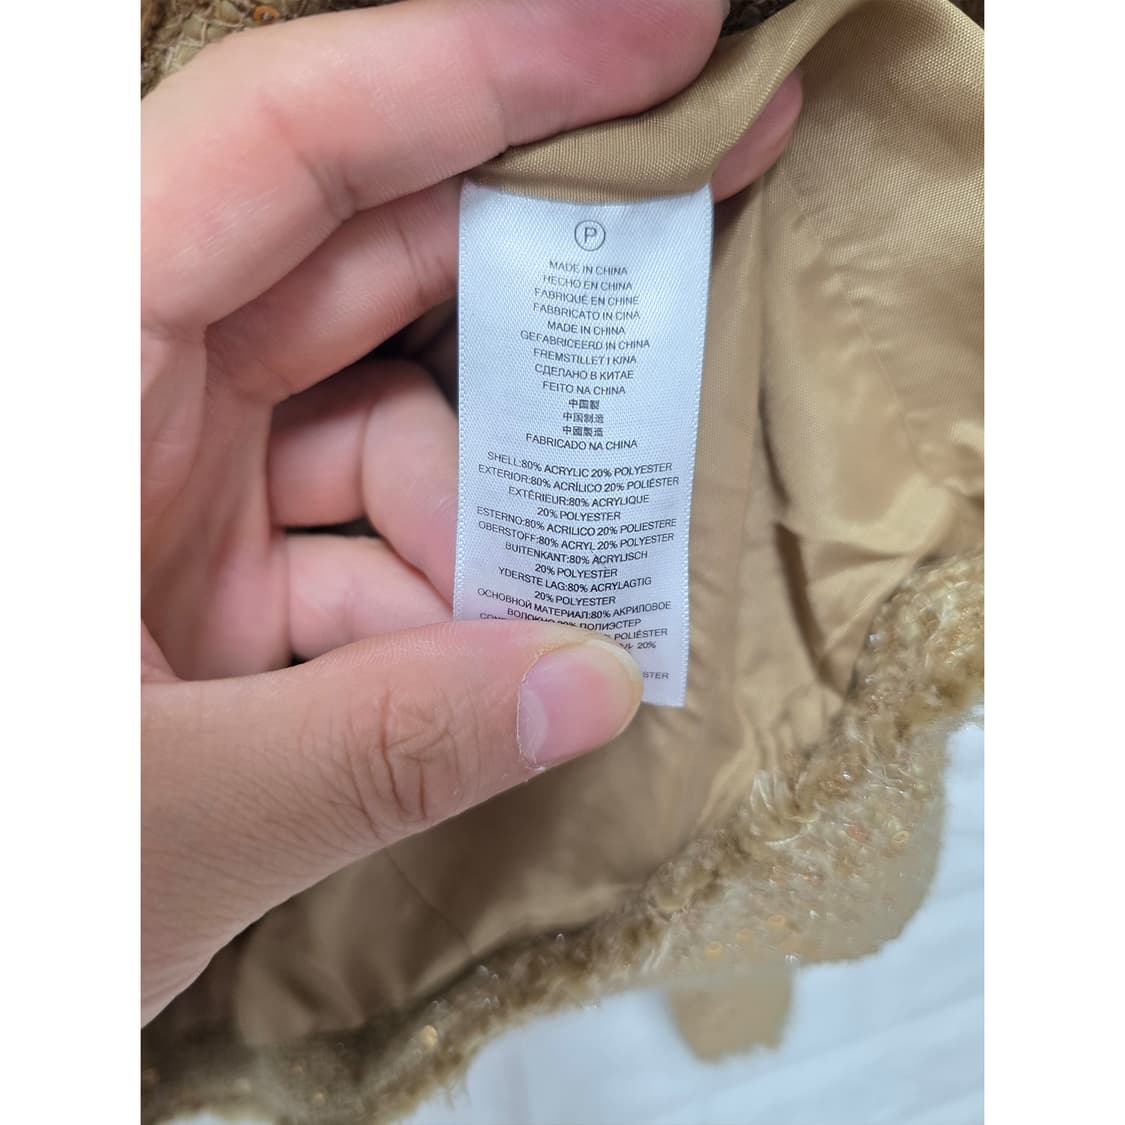 P
MADE IN CHINA
HECHO EN CHINA
FABRIQUÉ EN CHINE
FABBRICATO IN CINA
MADE IN CHINA
GEFABRICEERD IN CHINA
FREMSTILLET I KINA
СДЕЛАНО В КИТАЕ
FEITO NA CHINA
中国製
中国制造
中國製造
FABRICADO NA CHINA
SHELL:80% ACRYLIC 20% POLYESTER
EXTERIOR:80% ACRÍLICO 20% POLIÉSTER
EXTÉRIEUR:80% ACRYLIQUE
20% POLYESTER
ESTERNO:80% ACRILICO 20% POLIESTERE
OBERSTOFF:80% ACRYL 20% POLYESTER
BUITENKANT:80% ACRYLISCH
20% POLYESTER
YDERSTE LAG:80% ACRYLAGTIG
20% POLYESTER
ОСНОВНОЙ МАТЕРИАЛ:80% АКРИЛОВОЕ
ВОЛОКНО 20% ПОЛИЭСТЕР
POLIÉSTER
20%